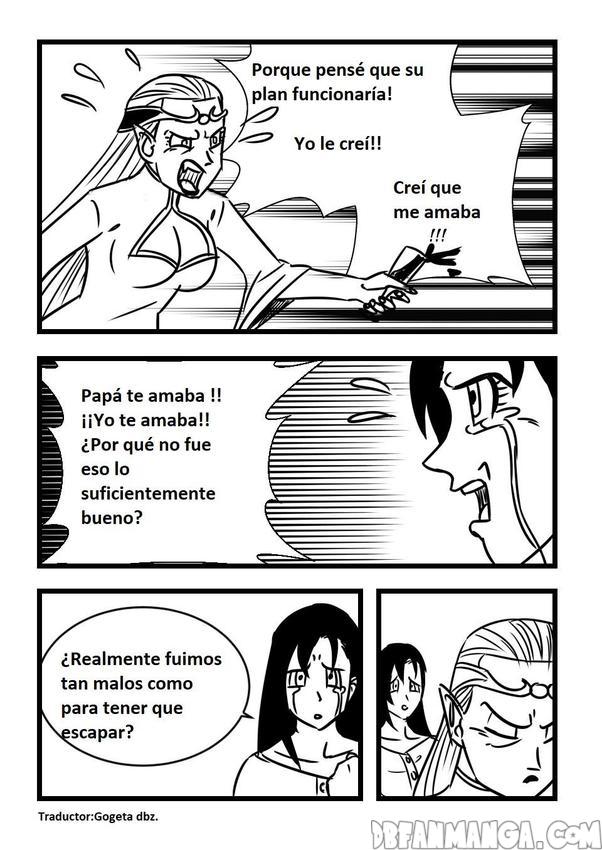 Porque pensé que su
plan funcionaría!
Yo le creí!!
Creí que
me amaba
!!!
Papá te amaba !!
¡¡Yo te amaba!!
¿Por qué no fue
eso lo
suficientemente
bueno?
¿Realmente fuimos
tan malos como
para tener que
escapar?
Traductor:Gogeta dbz.
DBFANMANGA.COM